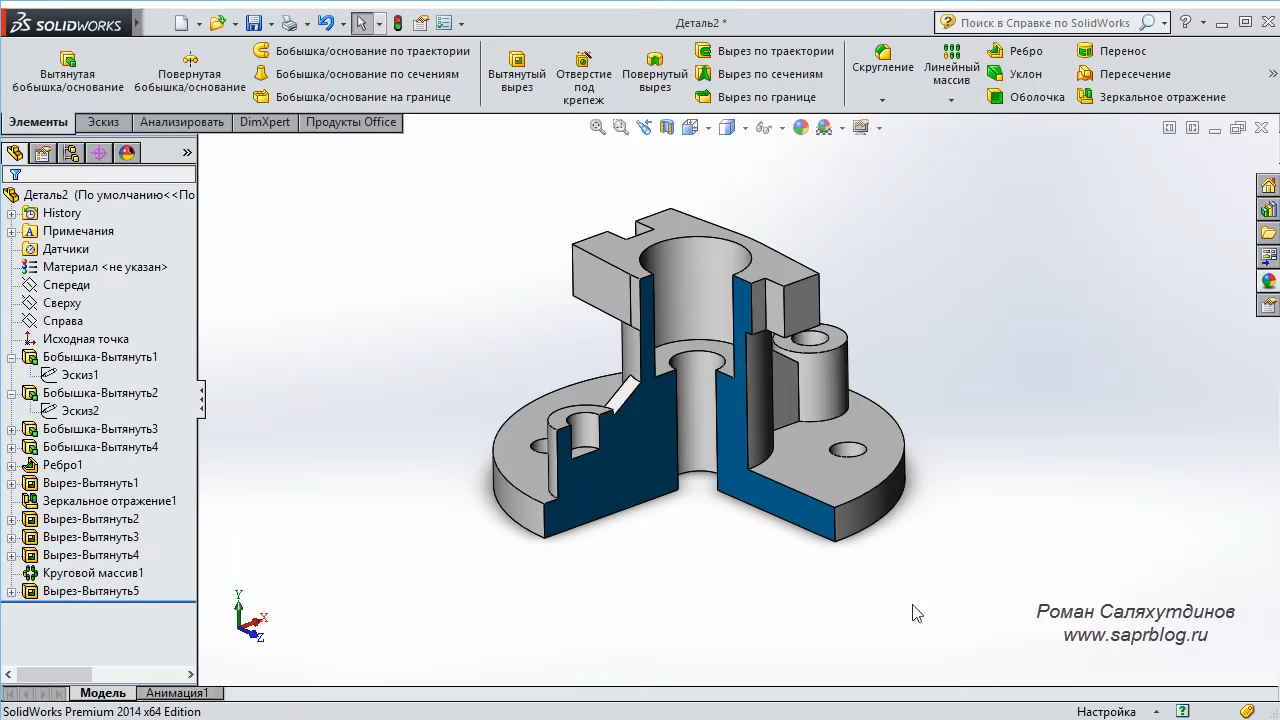 SOLIDWORKS
Деталь2 *
Поиск в Справке по SolidWorks
Вытянутая бобышка/основание
Повернутая бобышка/основание
Бобышка/основание по траектории
Бобышка/основание по сечениям
Бобышка/основание на границе
Вытянутый вырез
Отверстие под крепеж
Повернутый вырез
Вырез по траектории
Вырез по сечениям
Вырез по границе
Скругление
Линейный массив
Ребро
Уклон
Оболочка
Перенос
Пересечение
Зеркальное отражение
Элементы
Эскиз
Анализировать
DimXpert
Продукты Office
Деталь2 (По умолчанию<<По
History
Примечания
Датчики
Материал <не указан>
Спереди
Сверху
Справа
Исходная точка
Бобышка-Вытянуть1
Эскиз1
Бобышка-Вытянуть2
Эскиз2
Бобышка-Вытянуть3
Бобышка-Вытянуть4
Ребро1
Вырез-Вытянуть1
Зеркальное отражение1
Вырез-Вытянуть2
Вырез-Вытянуть3
Вырез-Вытянуть4
Круговой массив1
Вырез-Вытянуть5
Y
X
Z
Роман Саляхутдинов
www.saprblog.ru
Модель
Анимация1
SolidWorks Premium 2014 x64 Edition
Настройка